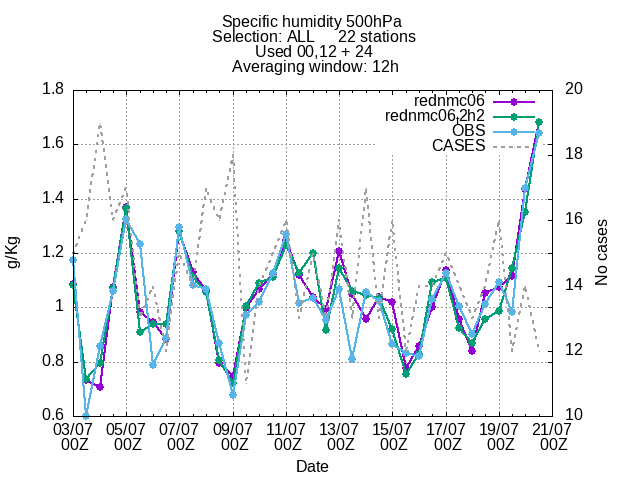 Specific humidity 500hPa
Selection: ALL 22 stations
Used 00,12 + 24
Averaging window: 12h
rednmc06
rednmc06,2h2
OBS
CASES
1.8
1.6
1.4
1.2
1
0.8
0.6
g/Kg
20
18
16
14
12
10
No cases
03/07 05/07 07/07 09/07 11/07 13/07 15/07 17/07 19/07 21/07
00Z 00Z 00Z 00Z 00Z 00Z 00Z 00Z 00Z 00Z
Date